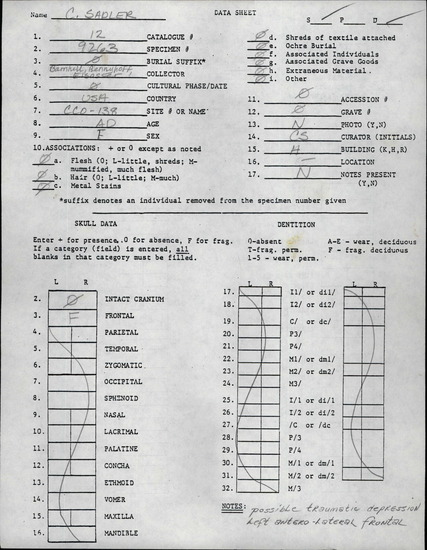 Name C. SADLER
DATA SHEET
S F D
1. 12 CATALOGUE #
2. 9263 SPECIMEN #
3. Ø BURIAL SUFFIX*
4. COLLECTOR
5. Ø CULTURAL PHASE/DATE
6. USA COUNTRY
7. CCO-138 SITE # OR NAME
8. AD AGE
9. F SEX
10. ASSOCIATIONS: + or 0 except as noted
Ø a. Flesh (0; L-little, shreds; M-
mummified, much flesh)
Ø b. Hair (0; L-little; M-much)
Ø c. Metal Stains
Ø d. Shreds of textile attached
Ø e. Ochre Burial
Ø f. Associated Individuals
Ø g. Associated Grave Goods
Ø h. Extraneous Material
Ø i. Other
11. Ø ACCESSION #
12. Ø GRAVE #
13. N PHOTO (Y,N)
14. CS CURATOR (INITIALS)
15. H BUILDING (K,H,R)
16. — LOCATION
17. N NOTES PRESENT
(Y,N)
*suffix denotes an individual removed from the specimen number given
SKULL DATA
Enter + for presence, 0 for absence, F for frag.
If a category (field) is entered, all
blanks in that category must be filled.
L R
2. Ø INTACT CRANIUM
3. F FRONTAL
4. PARIETAL
5. TEMPORAL
6. ZYGOMATIC
7. OCCIPITAL
8. SPHENOID
9. NASAL
10. LACRIMAL
11. PALATINE
12. CONCHA
13. ETHMOID
14. VOMER
15. MAXILLA
16. MANDIBLE
DENTITION
0-absent A-E - wear, deciduous
T-frag. perm. F - frag. deciduous
1-5 - wear, perm.
L R L R
17. I1/ or di1/
18. I2/ or di2/
19. C/ or dc/
20. P3/
21. P4/
22. M1/ or dm1/
23. M2/ or dm2/
24. M3/
25. I/1 or di/1
26. I/2 or di/2
27. /C or /dc
28. P/3
29. P/4
30. M/1 or dm/1
31. M/2 or dm/2
32. M/3
NOTES: possible traumatic depression
left antero-lateral frontal